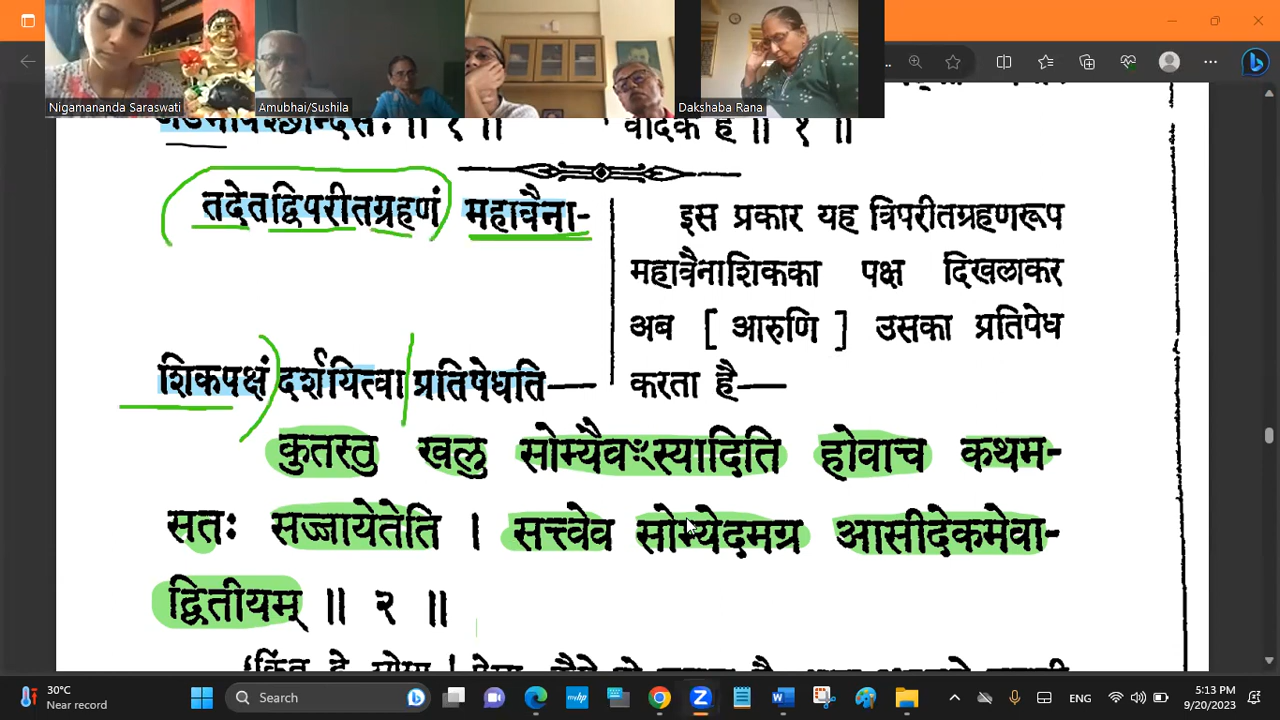 Nigamananda Saraswati
Amubhai/Sushila
Dakshaba Rana
वैदिक है ॥ १ ॥
तदेतद्विपरीतग्रहणं महावैना-
शिकपक्षं दर्शयित्वा प्रतिषेधति—
इस प्रकार यह विपरीतग्रहणरूप
महावैनाशिकका पक्ष दिखलाकर
अब [ आरुणि ] उसका प्रतिषेध
करता है—
कुतस्तु खलु सोम्यैवꣳस्यादिति होवाच कथम-
सतः सज्जायेतेति । सत्त्वेव सोम्येदमग्र आसीदेकमेवा-
द्वितीयम् ॥ २ ॥
30°C
Near record
Search
ENG
5:13 PM
9/20/2023